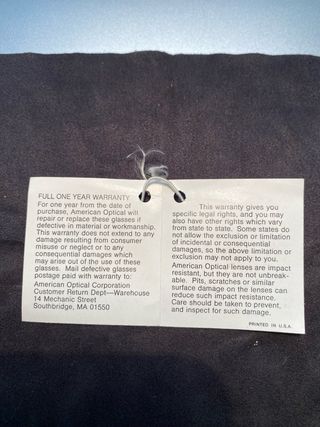 FULL ONE YEAR WARRANTY
For one year from the date of
purchase, American Optical will
repair or replace these glasses if
defective in material or workmanship.
This warranty does not extend to any
damage resulting from consumer
misuse or neglect or to any
consequential damages which
may arise out of the use of these
glasses. Mail defective glasses
postage paid with warranty to:
American Optical Corporation
Customer Return Dept—Warehouse
14 Mechanic Street
Southbridge, MA 01550
This warranty gives you
specific legal rights, and you may
also have other rights which vary
from state to state. Some states do
not allow the exclusion or limitation
of incidental or consequential
damages, so the above limitation or
exclusion may not apply to you.
American Optical lenses are impact
resistant, but they are not unbreak-
able. Pits, scratches or similar
surface damage on the lenses can
reduce such impact resistance.
Care should be taken to prevent,
and inspect for such damage.
PRINTED IN U.S.A.